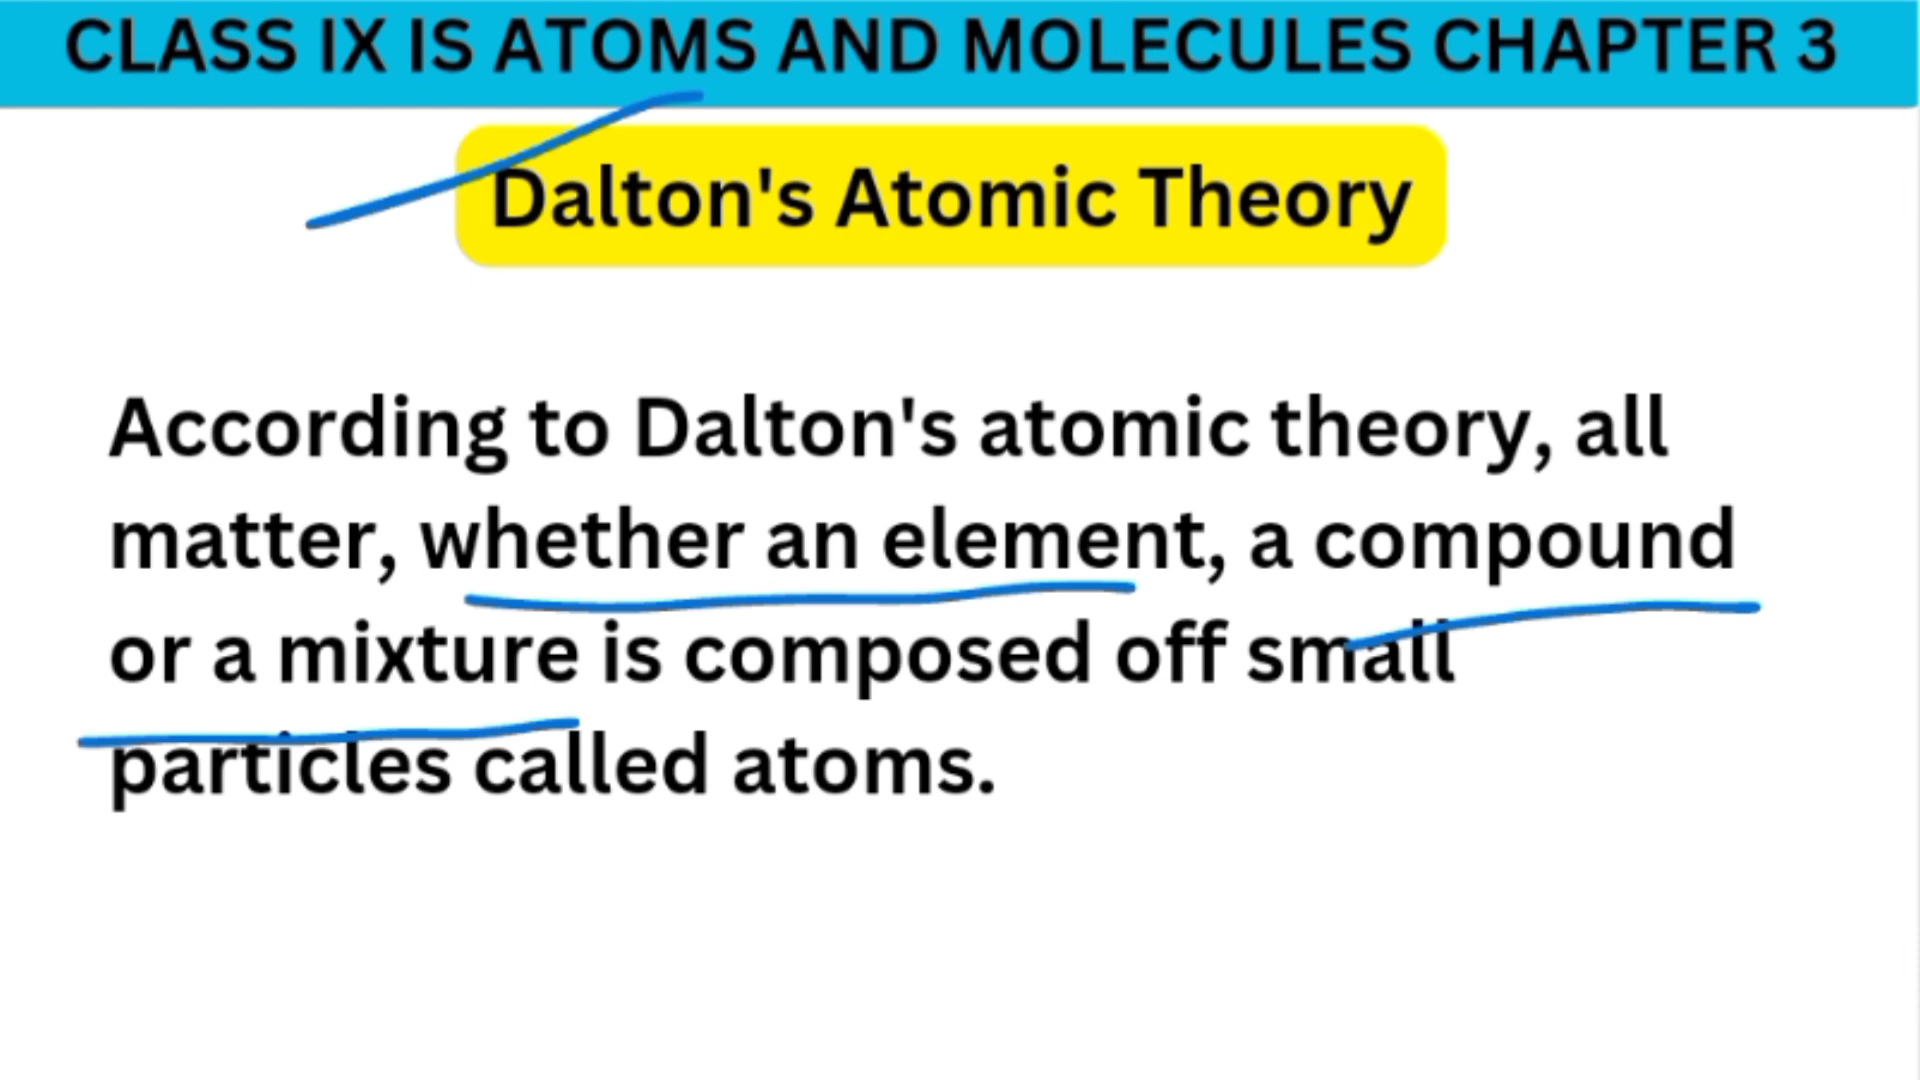 CLASS IX IS ATOMS AND MOLECULES CHAPTER 3
Dalton's Atomic Theory
According to Dalton's atomic theory, all
matter, whether an element, a compound
or a mixture is composed off small
particles called atoms.